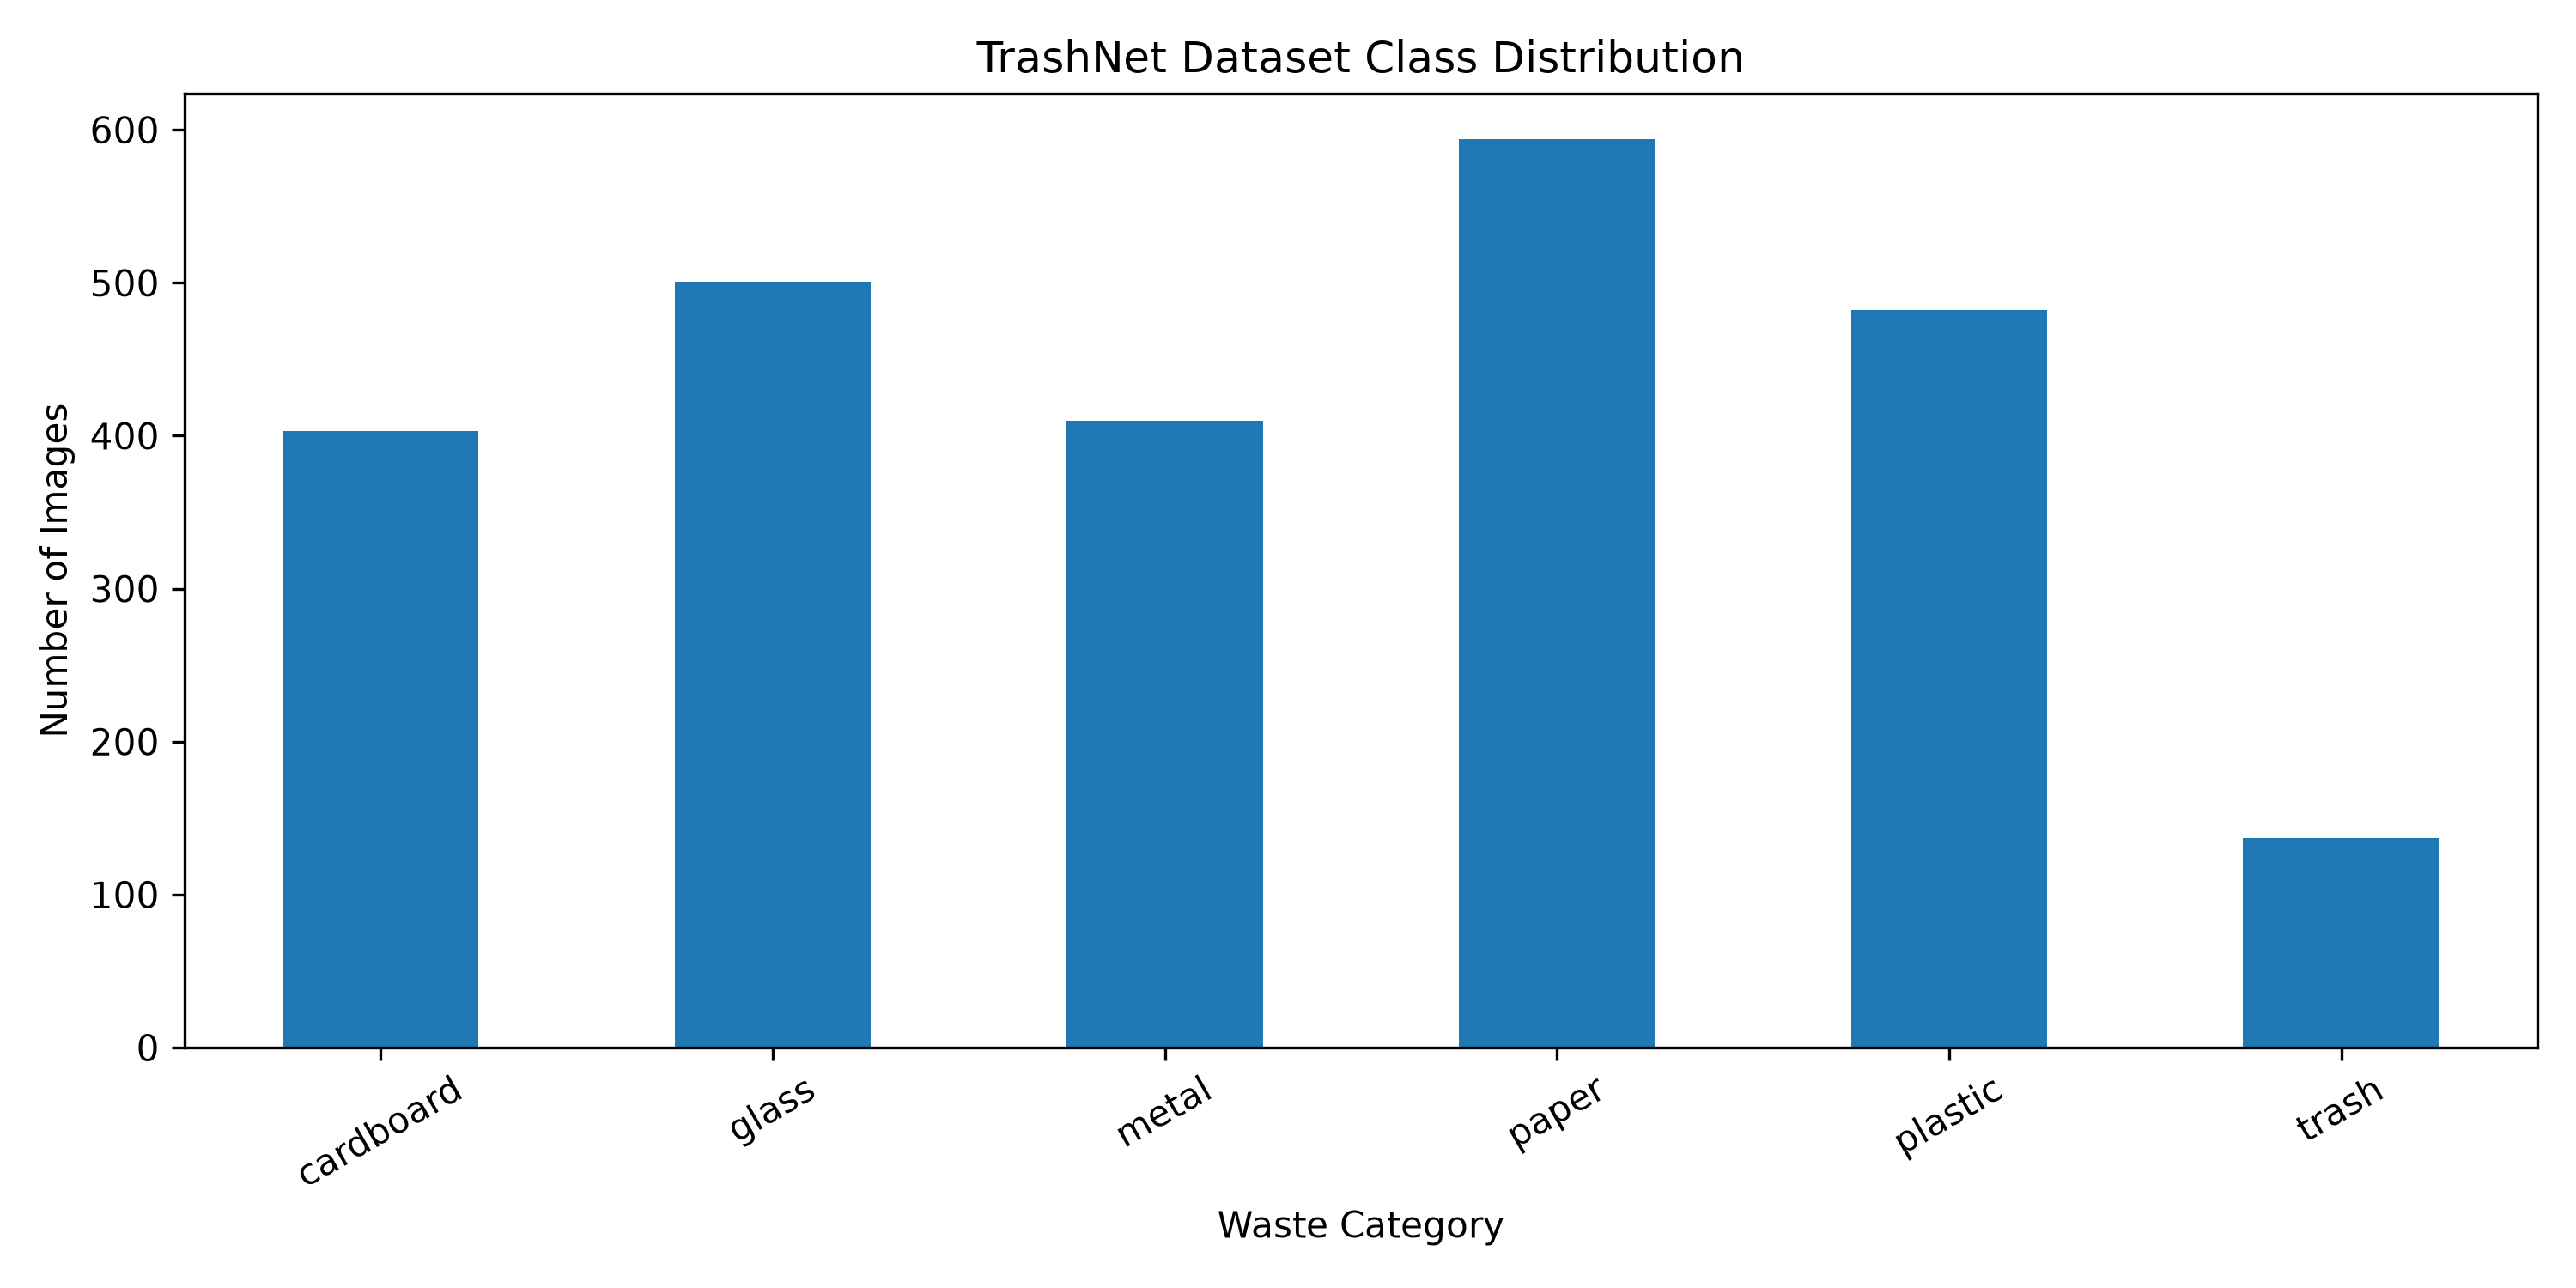 TrashNet Dataset Class Distribution
Number of Images
600
500
400
300
200
100
0
cardboard
glass
metal
paper
plastic
trash
Waste Category